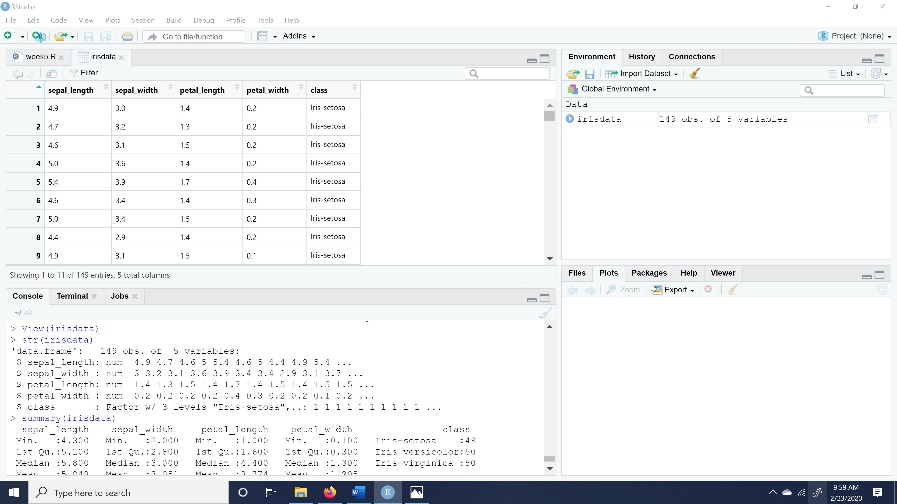 RStudio
File Edit Code View Plots Session Build Debug Profile Tools Help
Go to file/function Addins Project: (None)
week5.R irisdata
Filter
sepal_length sepal_width petal_length petal_width class
1 4.9 3.0 1.4 0.2 Iris-setosa
2 4.7 3.2 1.3 0.2 Iris-setosa
3 4.6 3.1 1.5 0.2 Iris-setosa
4 5.0 3.6 1.4 0.2 Iris-setosa
5 5.4 3.9 1.7 0.4 Iris-setosa
6 4.6 3.4 1.4 0.3 Iris-setosa
7 5.0 3.4 1.5 0.2 Iris-setosa
8 4.4 2.9 1.4 0.2 Iris-setosa
9 4.9 3.1 1.5 0.1 Iris-setosa
Showing 1 to 11 of 149 entries, 5 total columns
Console Terminal Jobs
> View(irisdata)
> str(irisdata)
'data.frame': 149 obs. of 5 variables:
$ sepal_length: num 4.9 4.7 4.6 5 5.4 4.6 5 4.4 4.9 5.4 ...
$ sepal_width : num 3 3.2 3.1 3.6 3.9 3.4 3.4 2.9 3.1 3.7 ...
$ petal_length: num 1.4 1.3 1.5 1.4 1.7 1.4 1.5 1.4 1.5 1.5 ...
$ petal_width : num 0.2 0.2 0.2 0.2 0.4 0.3 0.2 0.2 0.1 0.2 ...
$ class : Factor w/ 3 levels "Iris-setosa",..: 1 1 1 1 1 1 1 1 1 1 ...
> summary(irisdata)
sepal_length sepal_width petal_length petal_width class
Min. :4.300 Min. :2.000 Min. :1.000 Min. :0.100 Iris-setosa :49
1st Qu.:5.100 1st Qu.:2.800 1st Qu.:1.600 1st Qu.:0.300 Iris-versicolor:50
Median :5.800 Median :3.000 Median :4.400 Median :1.300 Iris-virginica :50
Environment History Connections
Import Dataset List
Global Environment
Data
irisdata 149 obs. of 5 variables
Files Plots Packages Help Viewer
Zoom Export
Type here to search
9:59 AM
2/23/2020